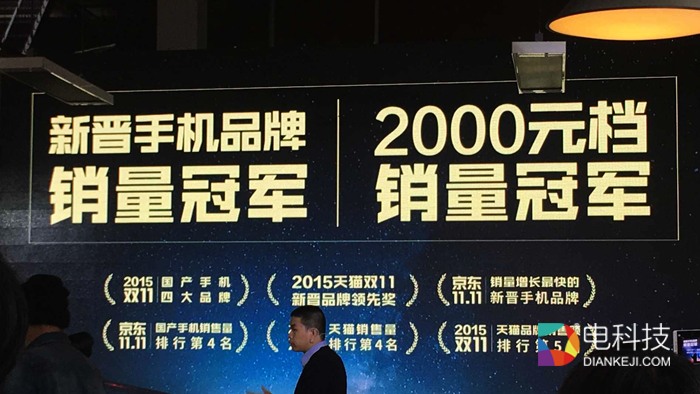 新晋手机品牌
销量冠军
2000元档
销量冠军
2015
双11
国产手机
四大品牌
2015天猫双11
新晋品牌领先奖
京东
11.11
销量增长最快的
新晋手机品牌
京东
11.11
国产手机销售量
排行第4名
天猫销售量
排行第4名
2015
双11
天猫品牌
排行第5
电科技
DIANKEJI.COM